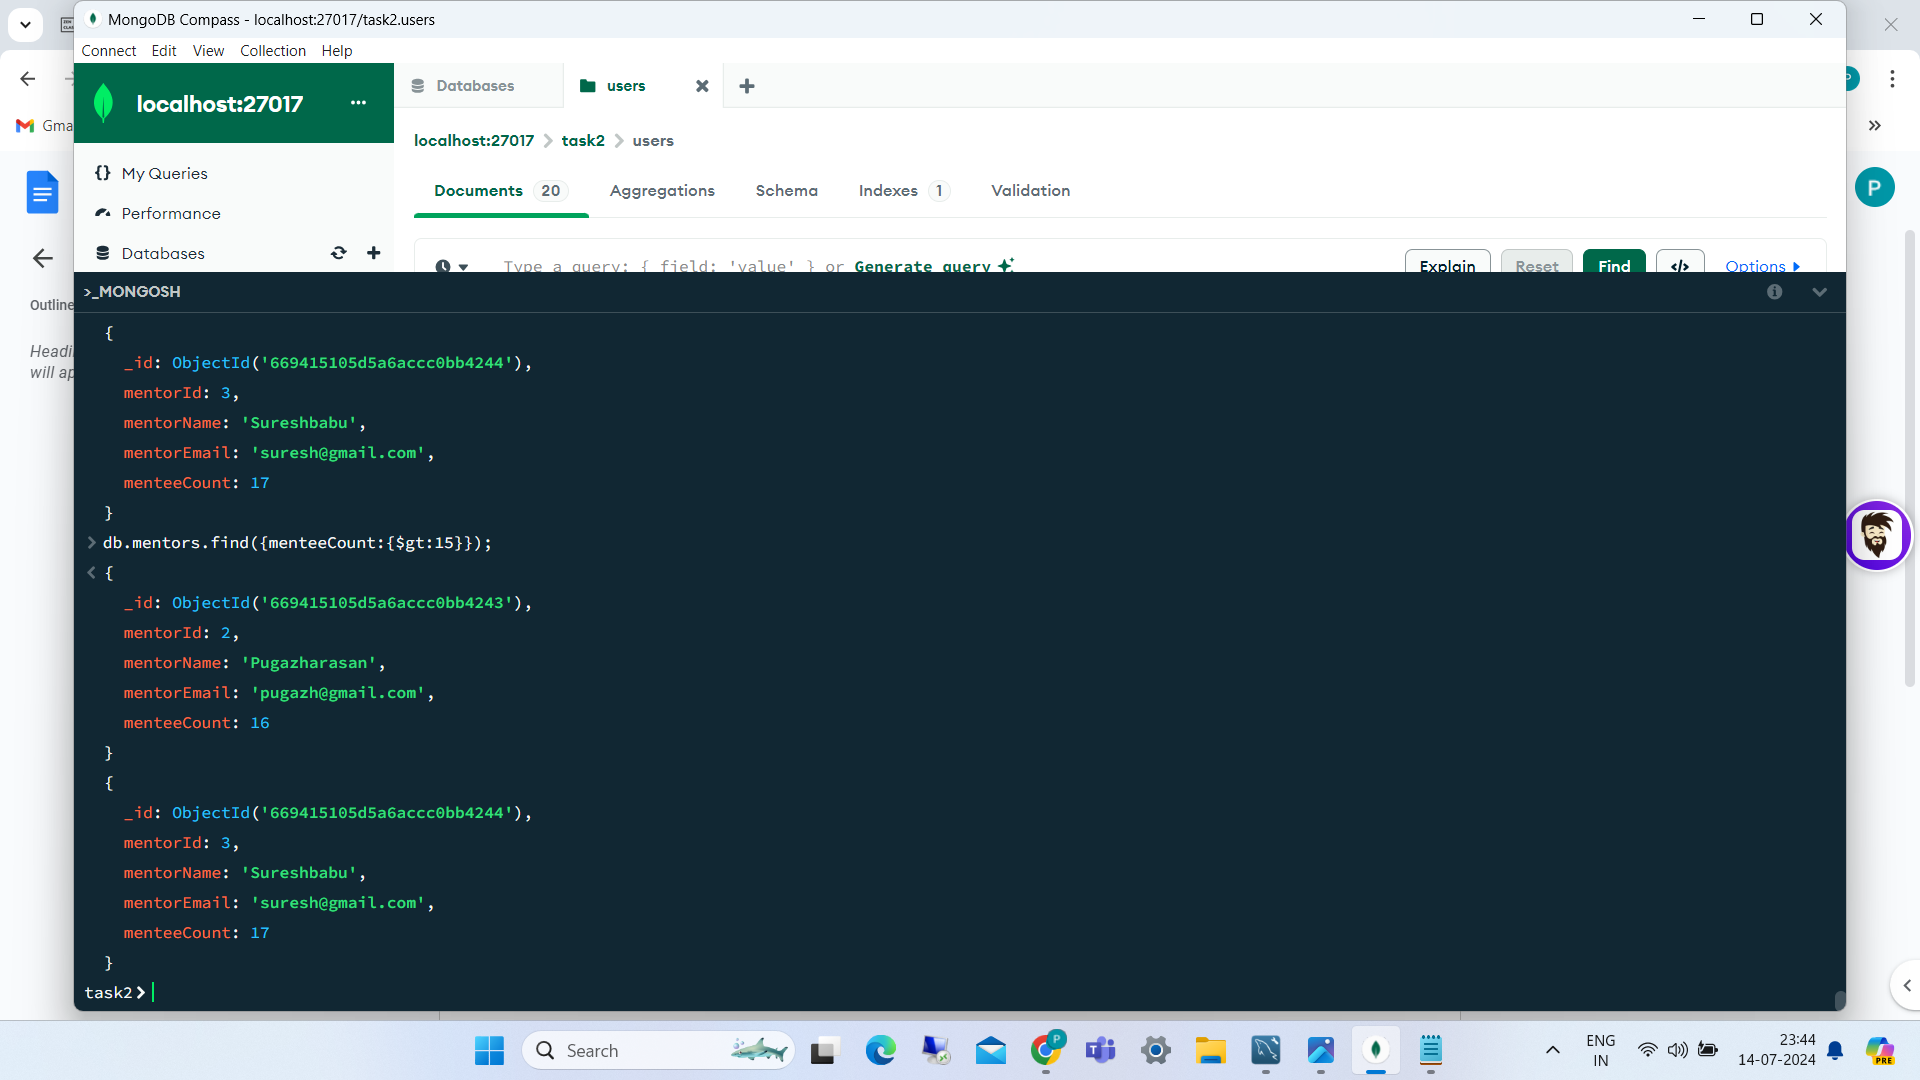 MongoDB Compass - localhost:27017/task2.users
Connect Edit View Collection Help
localhost:27017
Databases
users
Gma
localhost:27017 > task2 > users
My Queries
Documents 20 Aggregations Schema Indexes 1 Validation
Performance
Databases
Type a query: { field: 'value' } or Generate query
Explain Reset Find </> Options
>_MONGOSH
Outline
Headi
will ap
{
_id: ObjectId('669415105d5a6accc0bb4244'),
mentorId: 3,
mentorName: 'Sureshbabu',
mentorEmail: 'suresh@gmail.com',
menteeCount: 17
}
> db.mentors.find({menteeCount:{$gt:15}});
< {
_id: ObjectId('669415105d5a6accc0bb4243'),
mentorId: 2,
mentorName: 'Pugazharasan',
mentorEmail: 'pugazh@gmail.com',
menteeCount: 16
}
{
_id: ObjectId('669415105d5a6accc0bb4244'),
mentorId: 3,
mentorName: 'Sureshbabu',
mentorEmail: 'suresh@gmail.com',
menteeCount: 17
}
task2>
P
P
Search
P
ENG
IN
23:44
14-07-2024
PRE